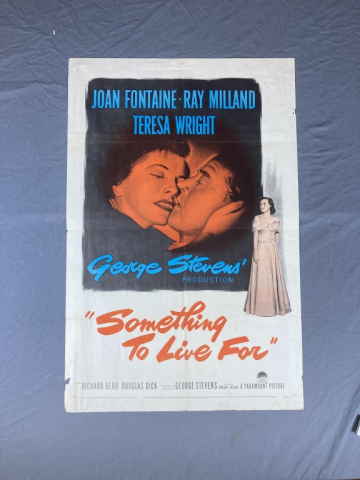 JOAN FONTAINE · RAY MILLAND
TERESA WRIGHT
George Stevens'
PRODUCTION
"Something
To Live For"
RICHARD DERR · DOUGLAS DICK GEORGE STEVENS A PARAMOUNT PICTURE